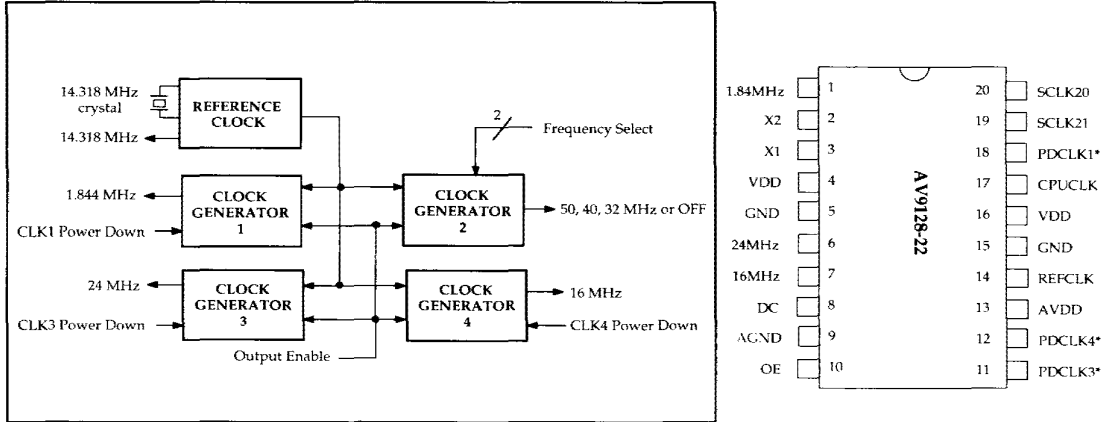 14.318 MHz
crystal
14.318 MHz
REFERENCE
CLOCK
2
Frequency Select
1.844 MHz
CLK1 Power Down
CLOCK
GENERATOR
1
CLOCK
GENERATOR
2
50, 40, 32 MHz or OFF
24 MHz
CLK3 Power Down
CLOCK
GENERATOR
3
CLOCK
GENERATOR
4
16 MHz
CLK4 Power Down
Output Enable
AV9128-22
1.84MHz 1
X2 2
X1 3
VDD 4
GND 5
24MHz 6
16MHz 7
DC 8
AGND 9
OE 10
20 SCLK20
19 SCLK21
18 PDCLK1*
17 CPUCLK
16 VDD
15 GND
14 REFCLK
13 AVDD
12 PDCLK4*
11 PDCLK3*